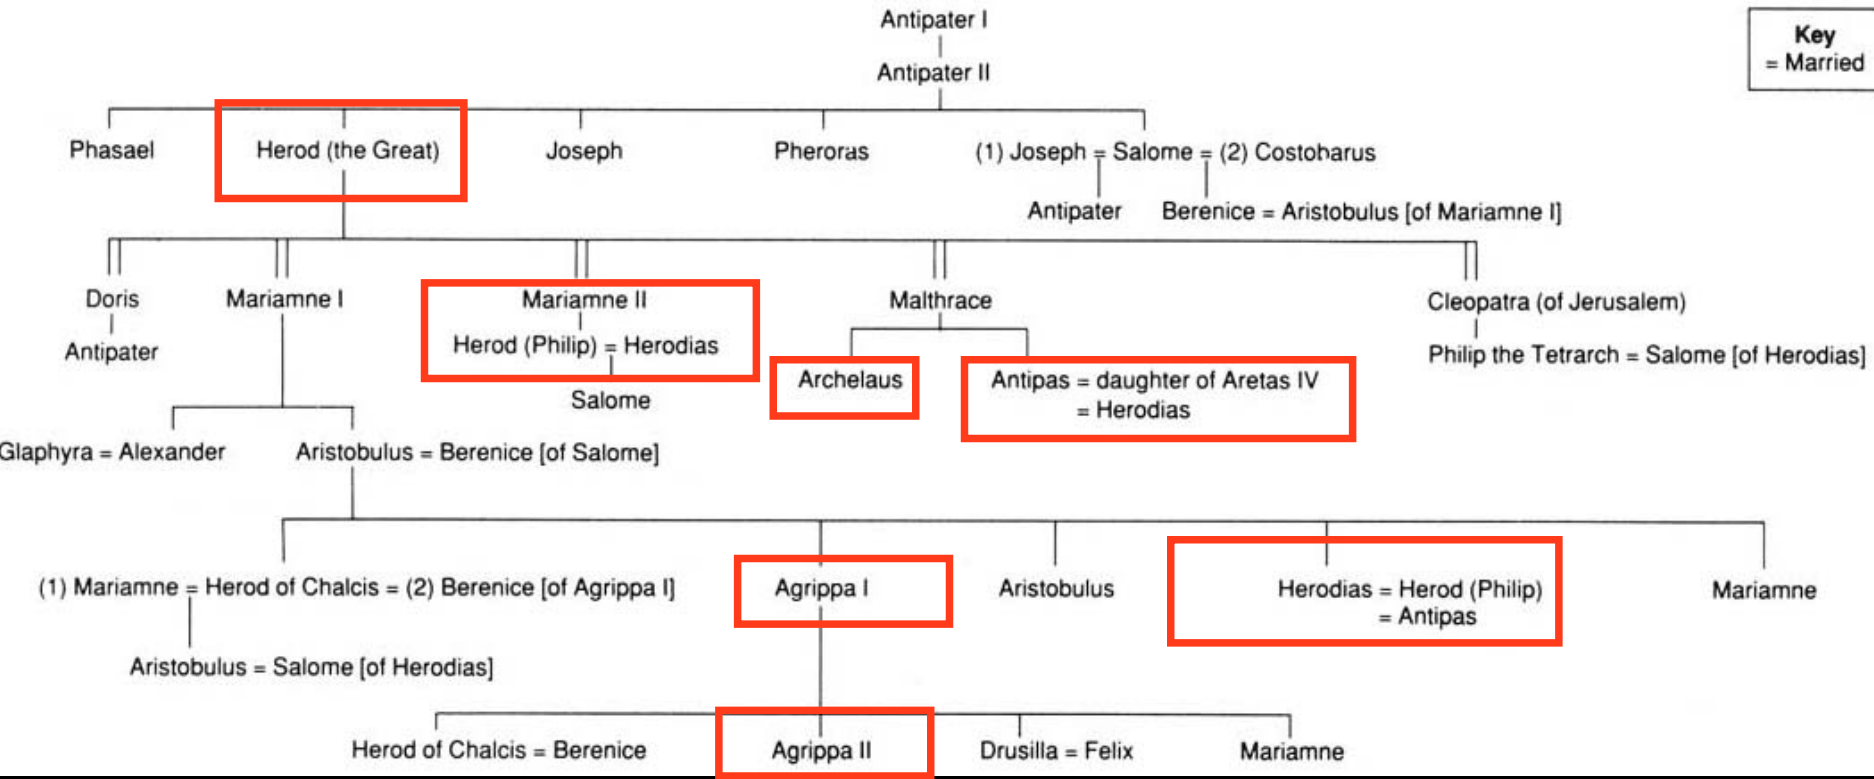 Antipater I
Key
= Married
Antipater II
Phasael
Herod (the Great)
Joseph
Pheroras
(1) Joseph = Salome = (2) Costobarus
Antipater
Berenice = Aristobulus [of Mariamne I]
Doris
Mariamne I
Mariamne II
Malthrace
Cleopatra (of Jerusalem)
Antipater
Herod (Philip) = Herodias
Philip the Tetrarch = Salome [of Herodias]
Archelaus
Antipas = daughter of Aretas IV
= Herodias
Salome
Glaphyra = Alexander
Aristobulus = Berenice [of Salome]
(1) Mariamne = Herod of Chalcis = (2) Berenice [of Agrippa I]
Agrippa I
Aristobulus
Herodias = Herod (Philip)
= Antipas
Mariamne
Aristobulus = Salome [of Herodias]
Herod of Chalcis = Berenice
Agrippa II
Drusilla = Felix
Mariamne